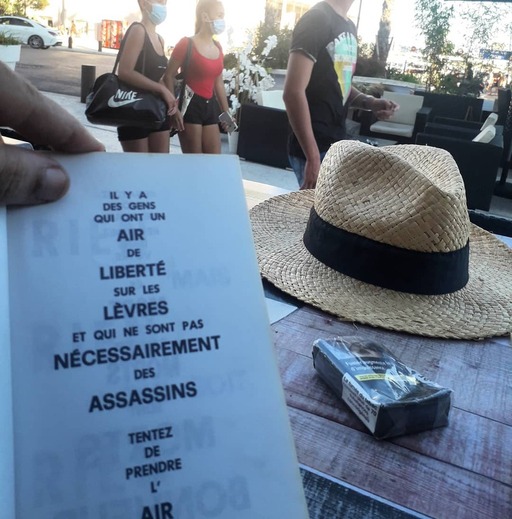 NIKE
IL Y A
DES GENS
QUI ONT UN
AIR
DE
LIBERTÉ
SUR LES
LÈVRES
ET QUI NE SONT PAS
NÉCESSAIREMENT
DES
ASSASSINS
TENTEZ
DE
PRENDRE
L'
AIR